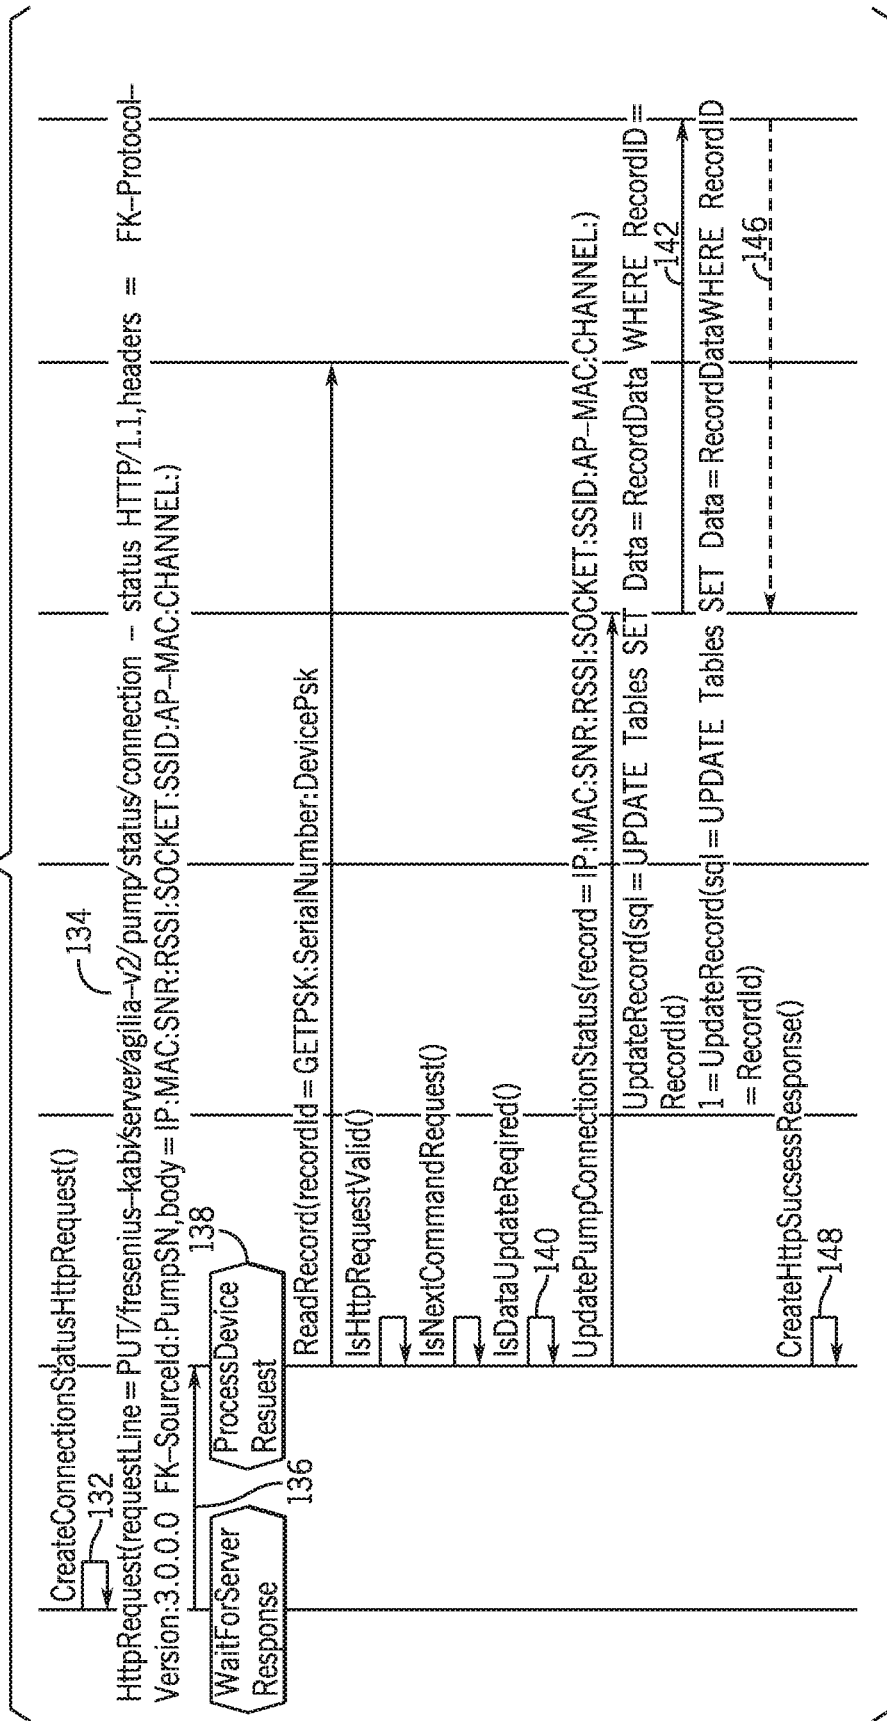 CreateConnectionStatusHttpRequest()
132
134
HttpRequest(requestLine = PUT/fresenius-kabi/server/agilia-v2/pump/status/connection - status HTTP/1.1,headers = FK-Protocol-
Version:3.0.0.0 FK-SourceId:PumpSN,body = IP:MAC:SNR:RSSI:SOCKET:SSID:AP-MAC:CHANNEL:)
136
WaitForServer
Response
ProcessDevice
Resuest
138
ReadRecord(recordId = GETPSK:SerialNumber:DevicePsk
IsHttpRequestValid()
IsNextCommandRequest()
IsDataUpdateReqired()
140
UpdatePumpConnectionStatus(record = IP:MAC:SNR:RSSI:SOCKET:SSID:AP-MAC:CHANNEL:)
UpdateRecord(sql = UPDATE Tables SET Data = RecordData WHERE RecordID =
RecordId)
142
1 = UpdateRecord(sql = UPDATE Tables SET Data = RecordDataWHERE RecordID
= RecordId)
146
CreateHttpSucsessResponse()
148